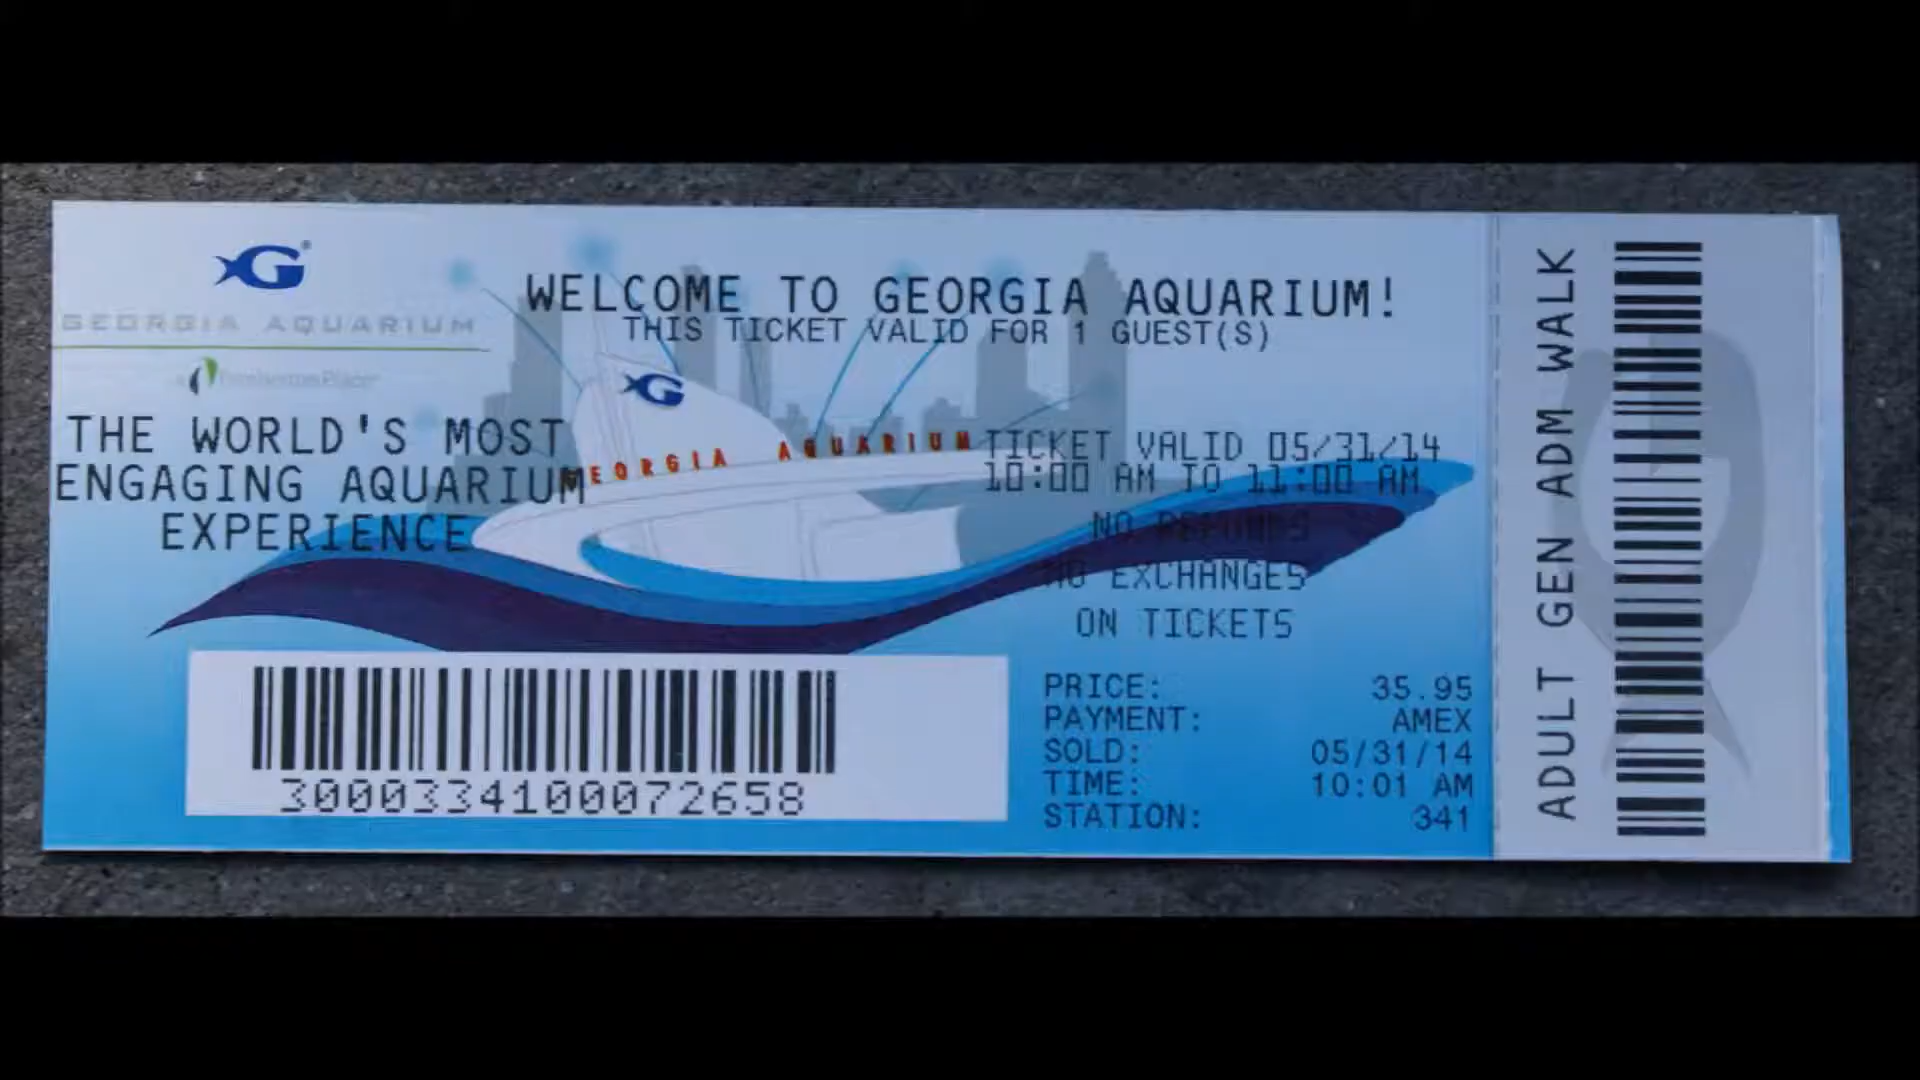 G®
GEORGIA AQUARIUM
PembertonPlace
THE WORLD'S MOST
ENGAGING AQUARIUM
EXPERIENCE
WELCOME TO GEORGIA AQUARIUM!
THIS TICKET VALID FOR 1 GUEST(S)
G
GEORGIA AQUARIUM
TICKET VALID 05/31/14
10:00 AM TO 11:00 AM
NO REFUNDS
NO EXCHANGES
ON TICKETS
3000334100072658
PRICE: 35.95
PAYMENT: AMEX
SOLD: 05/31/14
TIME: 10:01 AM
STATION: 341
ADULT GEN ADM WALK